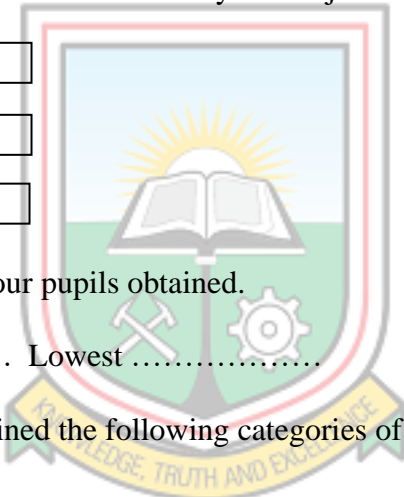 our pupils obtained.
. Lowest ………………
ined the following categories of
KNOWLEDGE, TRUTH AND EXCELLENCE